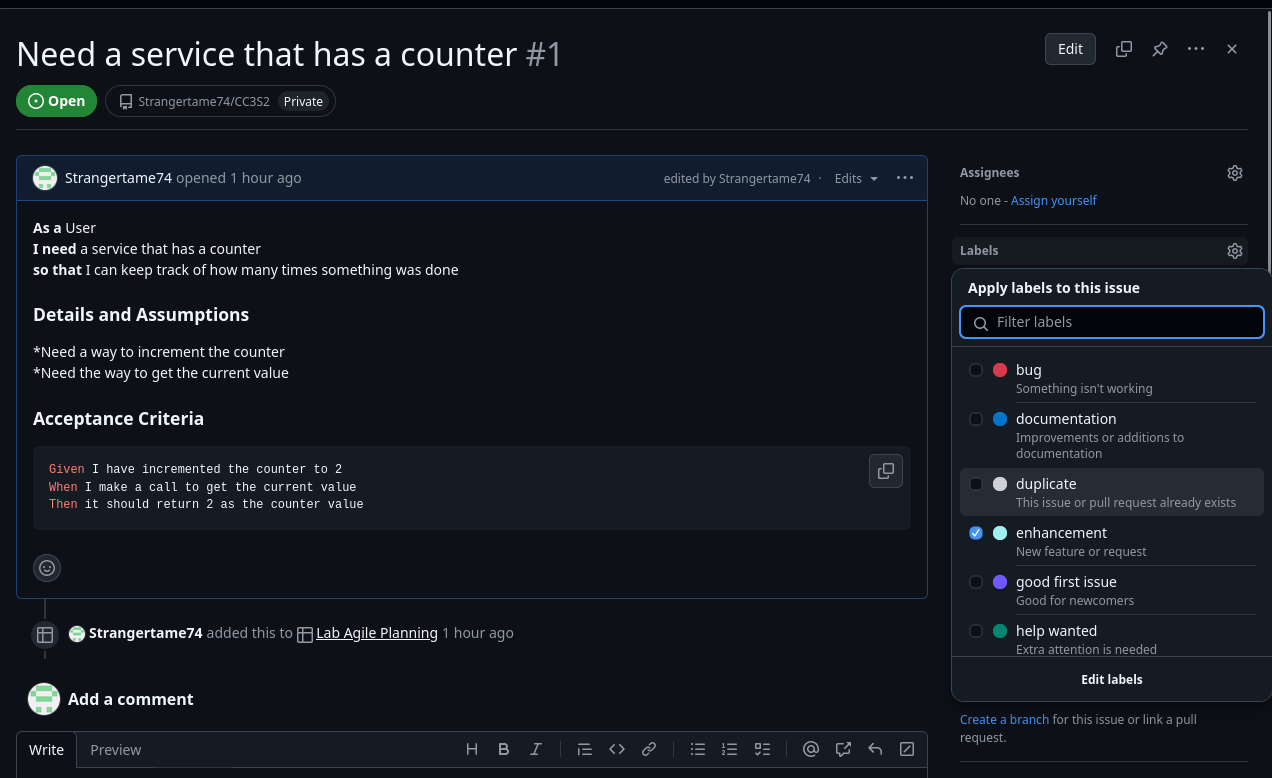 Need a service that has a counter #1
Edit
Open
Strangertame74/CC3S2 Private
Strangertame74 opened 1 hour ago
edited by Strangertame74 · Edits
As a User
I need a service that has a counter
so that I can keep track of how many times something was done
Details and Assumptions
*Need a way to increment the counter
*Need the way to get the current value
Acceptance Criteria
Given I have incremented the counter to 2
When I make a call to get the current value
Then it should return 2 as the counter value
Strangertame74 added this to Lab Agile Planning 1 hour ago
Add a comment
Write
Preview
Assignees
No one - Assign yourself
Labels
Apply labels to this issue
Filter labels
bug
Something isn't working
documentation
Improvements or additions to
documentation
duplicate
This issue or pull request already exists
enhancement
New feature or request
good first issue
Good for newcomers
help wanted
Extra attention is needed
Edit labels
Create a branch for this issue or link a pull
request.